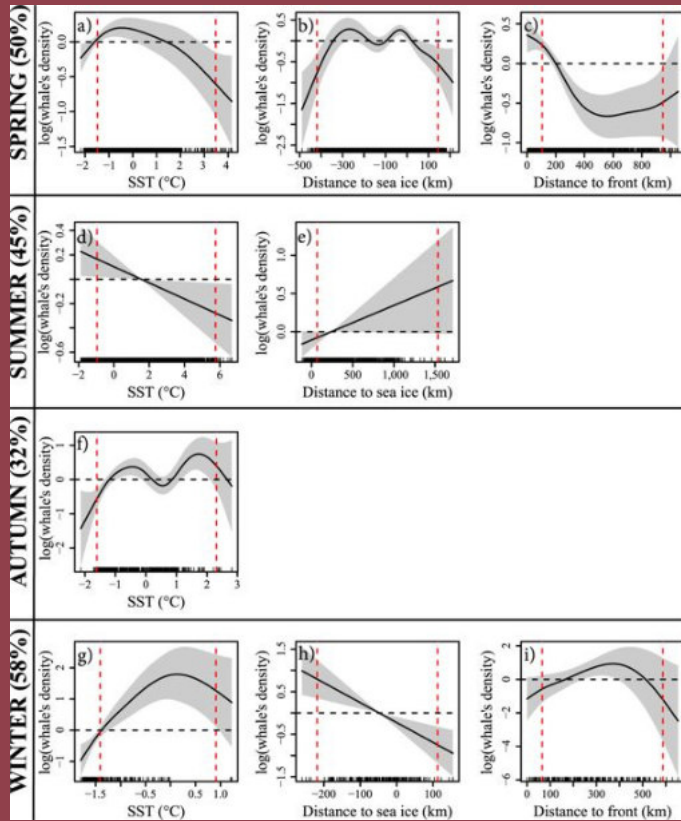 SPRING (50%)
a)
log(whale's density)
0.0
-0.5
-1.0
-1.5
-2 -1 0 1 2 3 4
SST (°C)
b)
log(whale's density)
-0.5
-1.5
-2.5
-500 -300 -100 100
Distance to sea ice (km)
c)
log(whale's density)
0.5
0.0
-0.5
-1.0
0 200 400 600 800
Distance to front (km)
SUMMER (45%)
d)
log(whale's density)
0.4
0.2
-0.2
-0.6
-2 0 2 4 6
SST (°C)
e)
log(whale's density)
1.0
0.5
0.0
0 500 1,000 1,500
Distance to sea ice (km)
AUTUMN (32%)
f)
log(whale's density)
1
0
-1
-2
-2 -1 0 1 2 3
SST (°C)
WINTER (58%)
g)
log(whale's density)
2
1
0
-1
-1.5 -0.5 0.5 1.0
SST (°C)
h)
log(whale's density)
1.5
0.5
-0.5
-1.5
-200 -100 0 100
Distance to sea ice (km)
i)
log(whale's density)
2
0
-2
-4
-6
0 100 300 500
Distance to front (km)